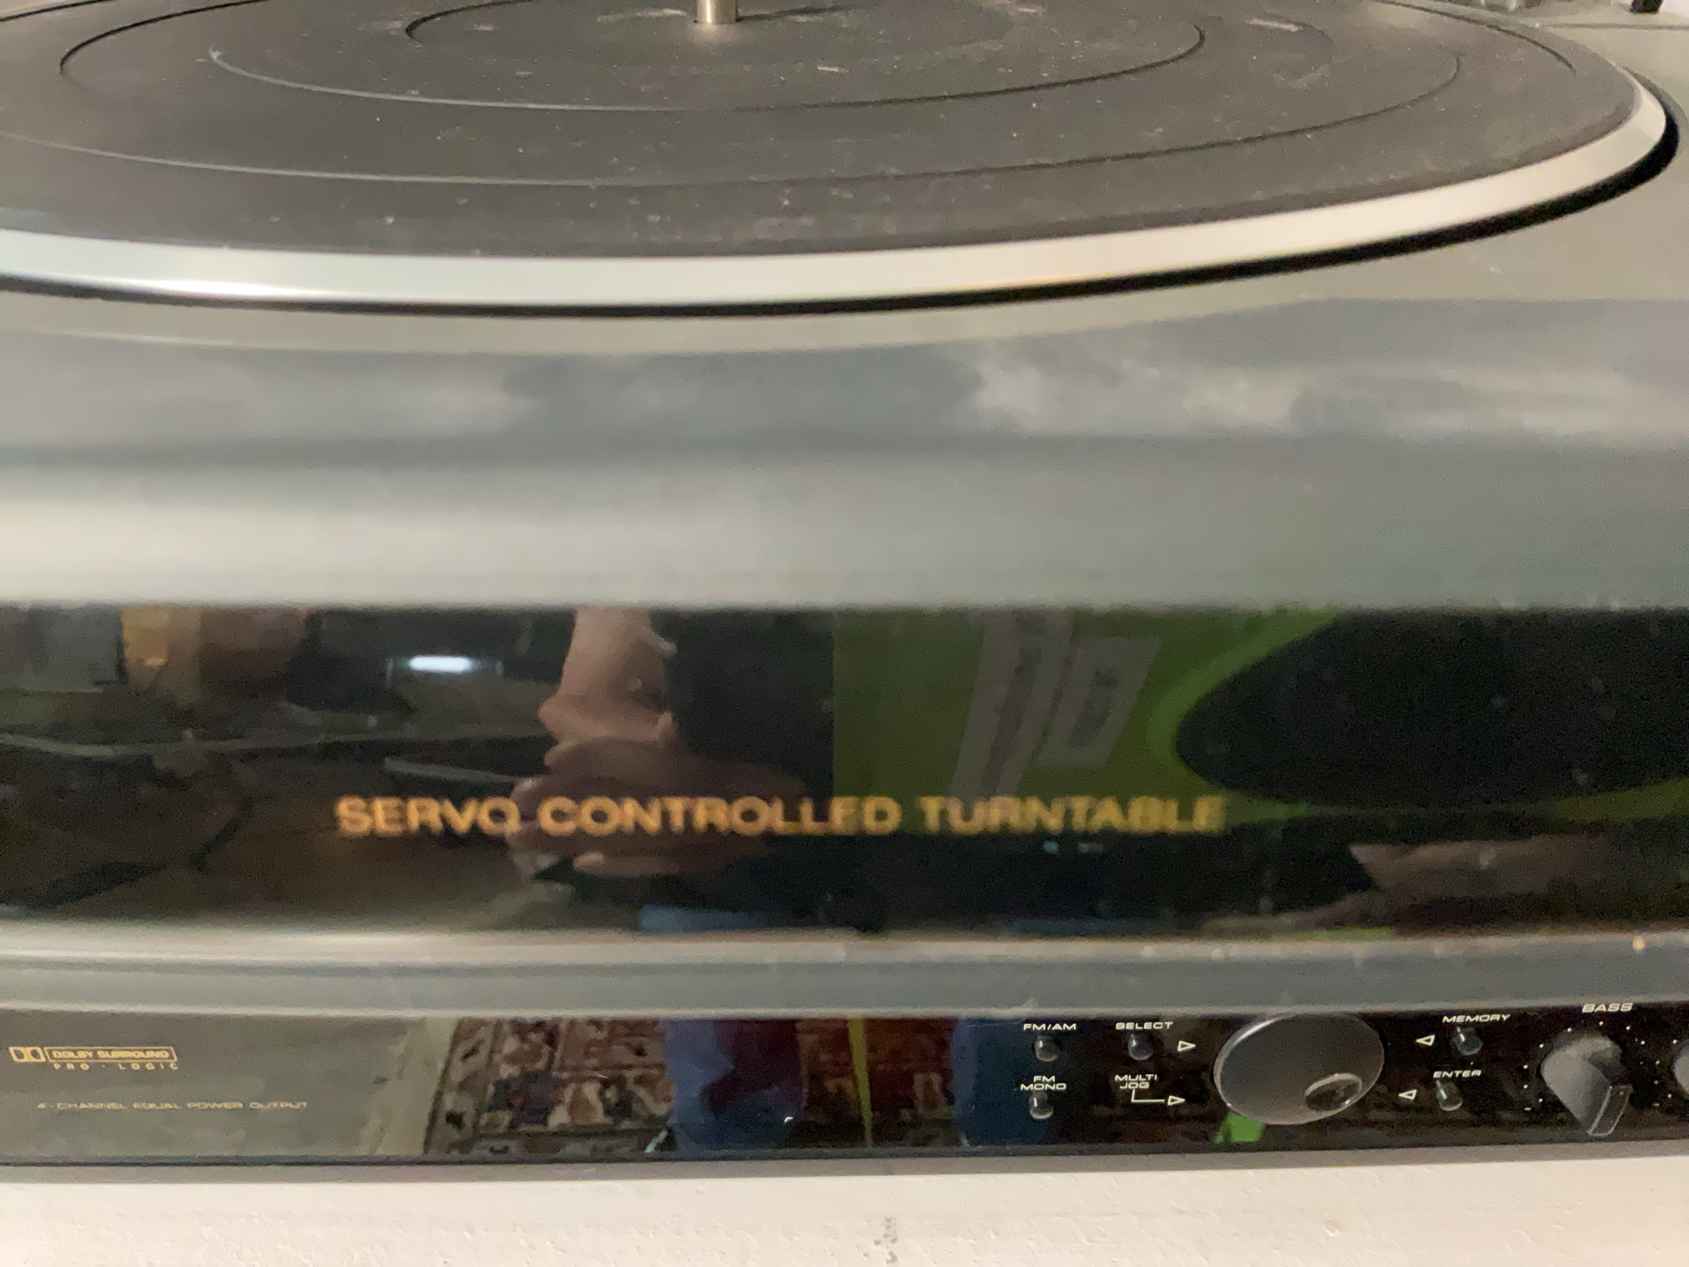 SERVO CONTROLLED TURNTABLE
DOLBY SURROUND
PRO · LOGIC
4-CHANNEL EQUAL POWER OUTPUT
FM/AM
SELECT
FM
MONO
MULTI
JOG
MEMORY
ENTER
BASS